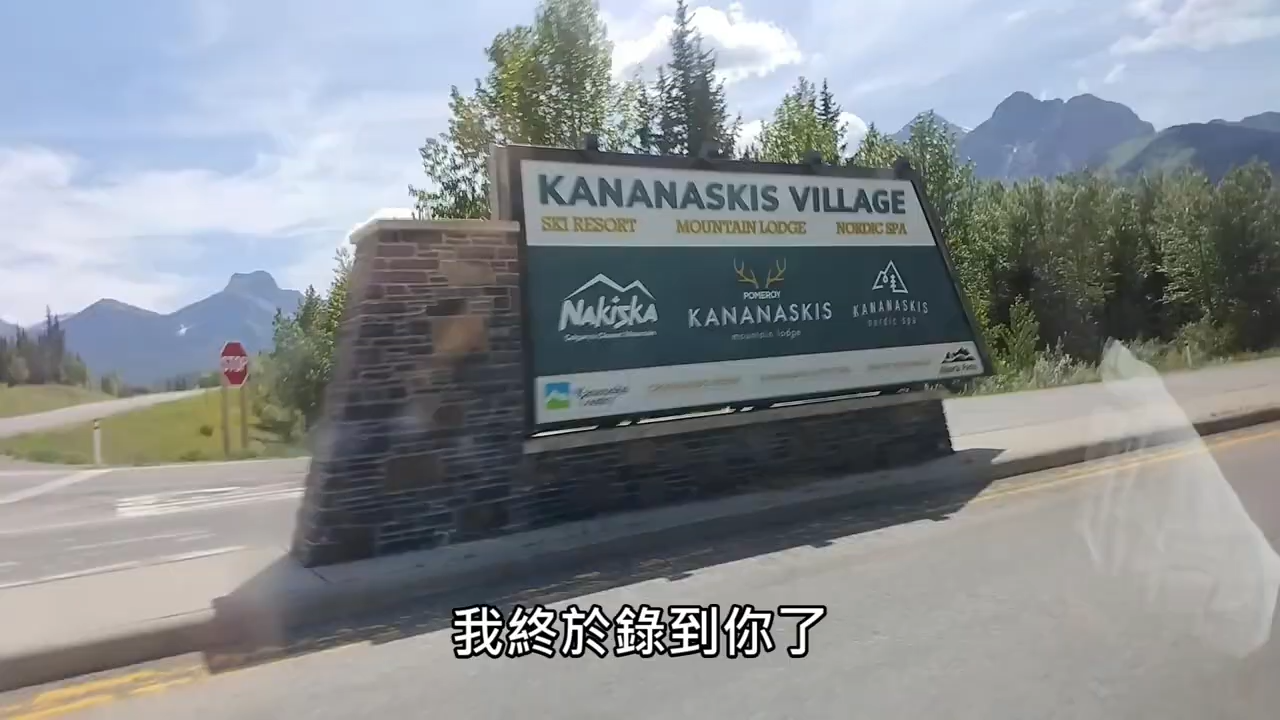 KANANASKIS VILLAGE
SKI RESORT MOUNTAIN LODGE NORDIC SPA
STOP
Nakiska
POMEROY
KANANASKIS
mountain lodge
KANANASKIS
nordic spa
我終於錄到你了